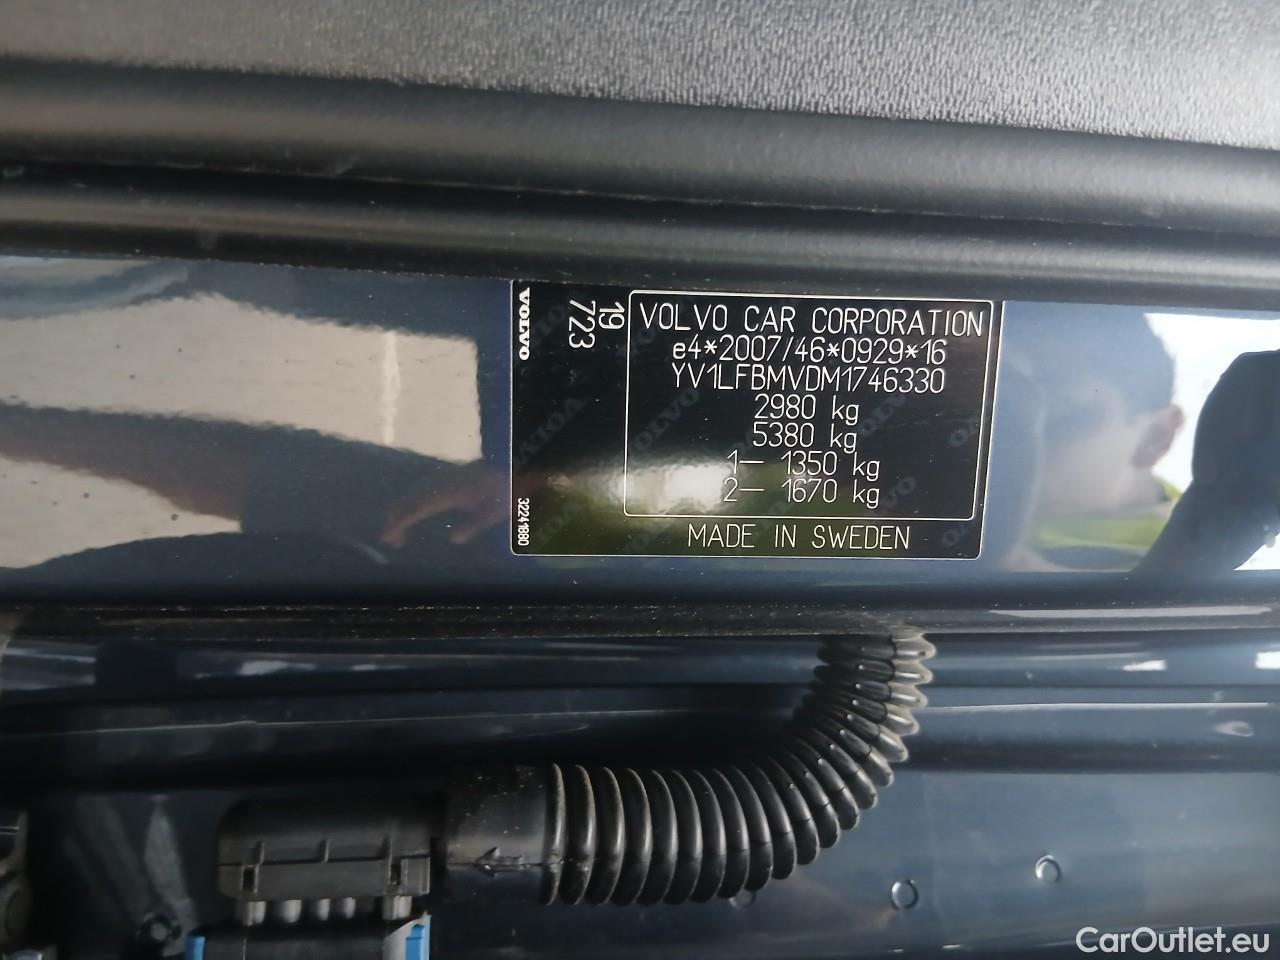 VOLVO
19
723
32241880
VOLVO CAR CORPORATION
e4*2007/46*0929*16
YV1LFBMVDM1746330
2980 kg
5380 kg
1— 1350 kg
2— 1670 kg
MADE IN SWEDEN
CarOutlet.eu